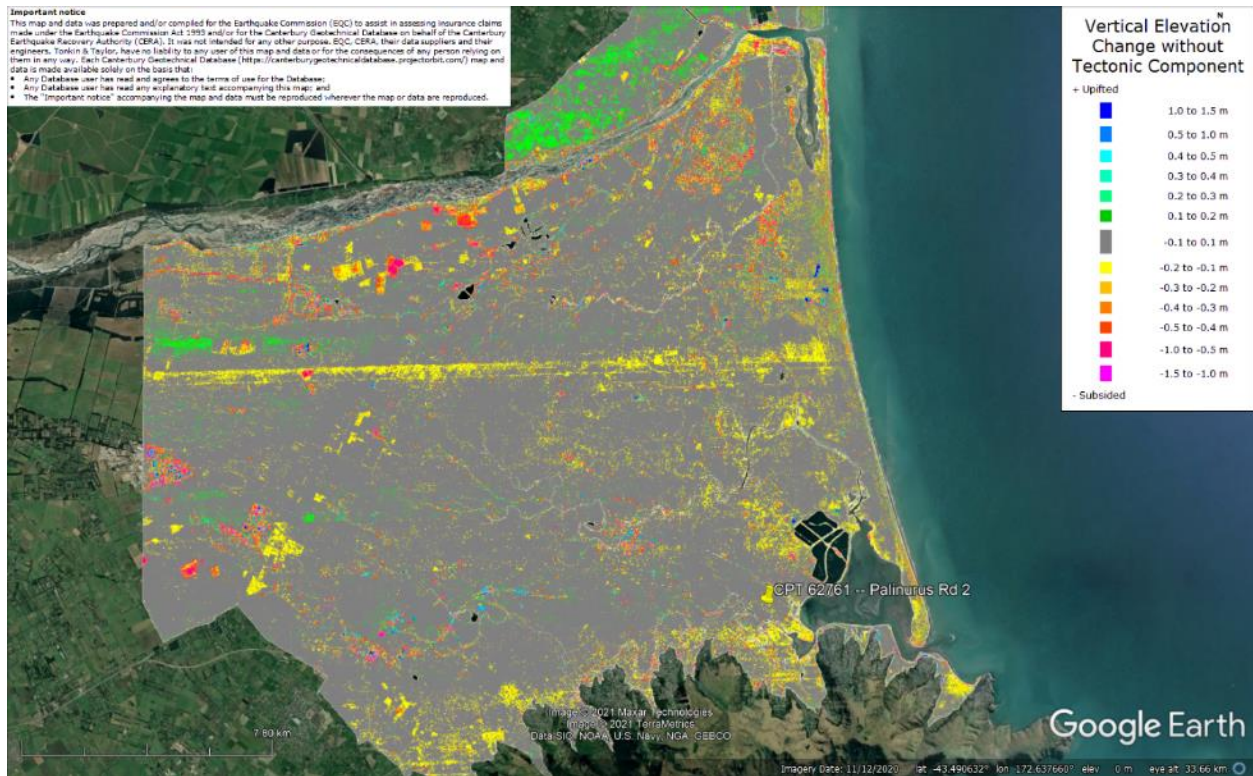 Important notice
This map and data was prepared and/or compiled for the Earthquake Commission (EQC) to assist in assessing insurance claims
made under the Earthquake Commission Act 1993 and/or for the Canterbury Geotechnical Database on behalf of the Canterbury
Earthquake Recovery Authority (CERA). It was not intended for any other purpose. EQC, CERA, their data suppliers and their
engineers, Tonkin & Taylor, have no liability to any user of this map and data or for the consequences of any person relying on
them in any way. Each Canterbury Geotechnical Database (https://canterburygeotechnicaldatabase.projectorbit.com/) map and
data is made available solely on the basis that:
• Any Database user has read and agrees to the terms of use for the Database;
• Any Database user has read any explanatory text accompanying this map; and
• The "Important notice" accompanying the map and data must be reproduced wherever the map or data are reproduced.
N
Vertical Elevation
Change without
Tectonic Component
+ Uplifted
1.0 to 1.5 m
0.5 to 1.0 m
0.4 to 0.5 m
0.3 to 0.4 m
0.2 to 0.3 m
0.1 to 0.2 m
-0.1 to 0.1 m
-0.2 to -0.1 m
-0.3 to -0.2 m
-0.4 to -0.3 m
-0.5 to -0.4 m
-1.0 to -0.5 m
-1.5 to -1.0 m
- Subsided
CPT 62761 -- Palinurus Rd 2
Image © 2021 Maxar Technologies
Image © 2021 TerraMetrics
Data SIO, NOAA, U.S. Navy, NGA, GEBCO
7.80 km
Google Earth
Imagery Date: 11/12/2020 lat -43.490632° lon 172.637660° elev 0 m eye alt 33.66 km